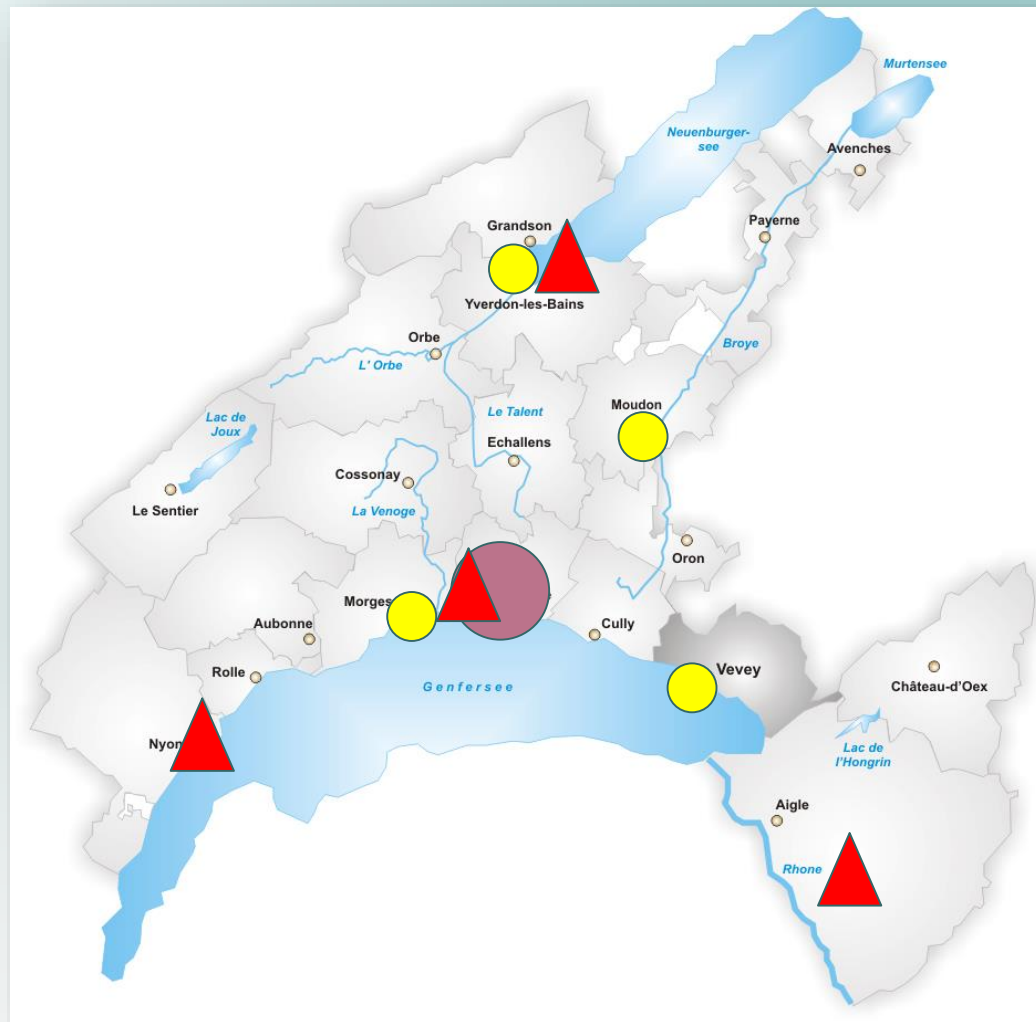 Murtensee
Neuenburger-
see
Avenches
Payerne
Grandson
Yverdon-les-Bains
Orbe
L' Orbe
Broye
Moudon
Lac de
Joux
Le Talent
Echallens
Cossonay
Le Sentier
La Venoge
Oron
Morges
Aubonne
Cully
Rolle
Vevey
Genfersee
Château-d'Oex
Nyon
Lac de
l'Hongrin
Aigle
Rhone